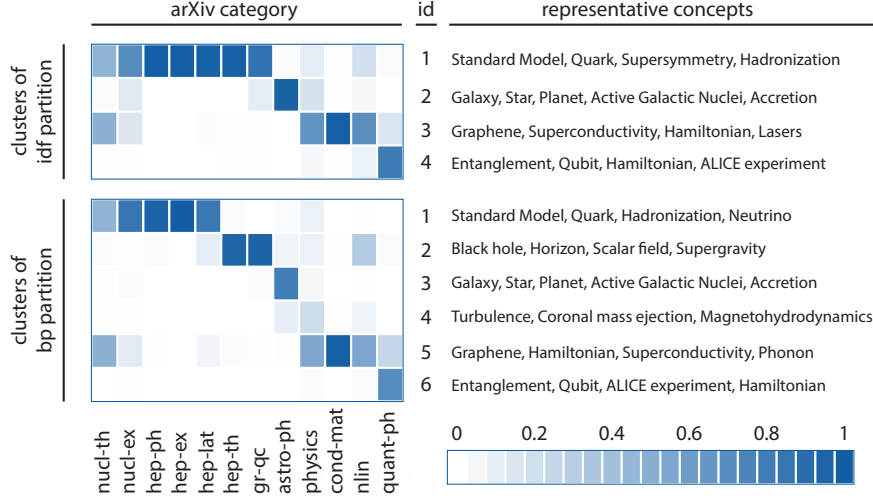 arXiv category id representative concepts
clusters of
idf partition
1 Standard Model, Quark, Supersymmetry, Hadronization
2 Galaxy, Star, Planet, Active Galactic Nuclei, Accretion
3 Graphene, Superconductivity, Hamiltonian, Lasers
4 Entanglement, Qubit, Hamiltonian, ALICE experiment
clusters of
bp partition
1 Standard Model, Quark, Hadronization, Neutrino
2 Black hole, Horizon, Scalar field, Supergravity
3 Galaxy, Star, Planet, Active Galactic Nuclei, Accretion
4 Turbulence, Coronal mass ejection, Magnetohydrodynamics
5 Graphene, Hamiltonian, Superconductivity, Phonon
6 Entanglement, Qubit, ALICE experiment, Hamiltonian
nucl-th
nucl-ex
hep-ph
hep-ex
hep-lat
hep-th
gr-qc
astro-ph
physics
cond-mat
nlin
quant-ph
0 0.2 0.4 0.6 0.8 1